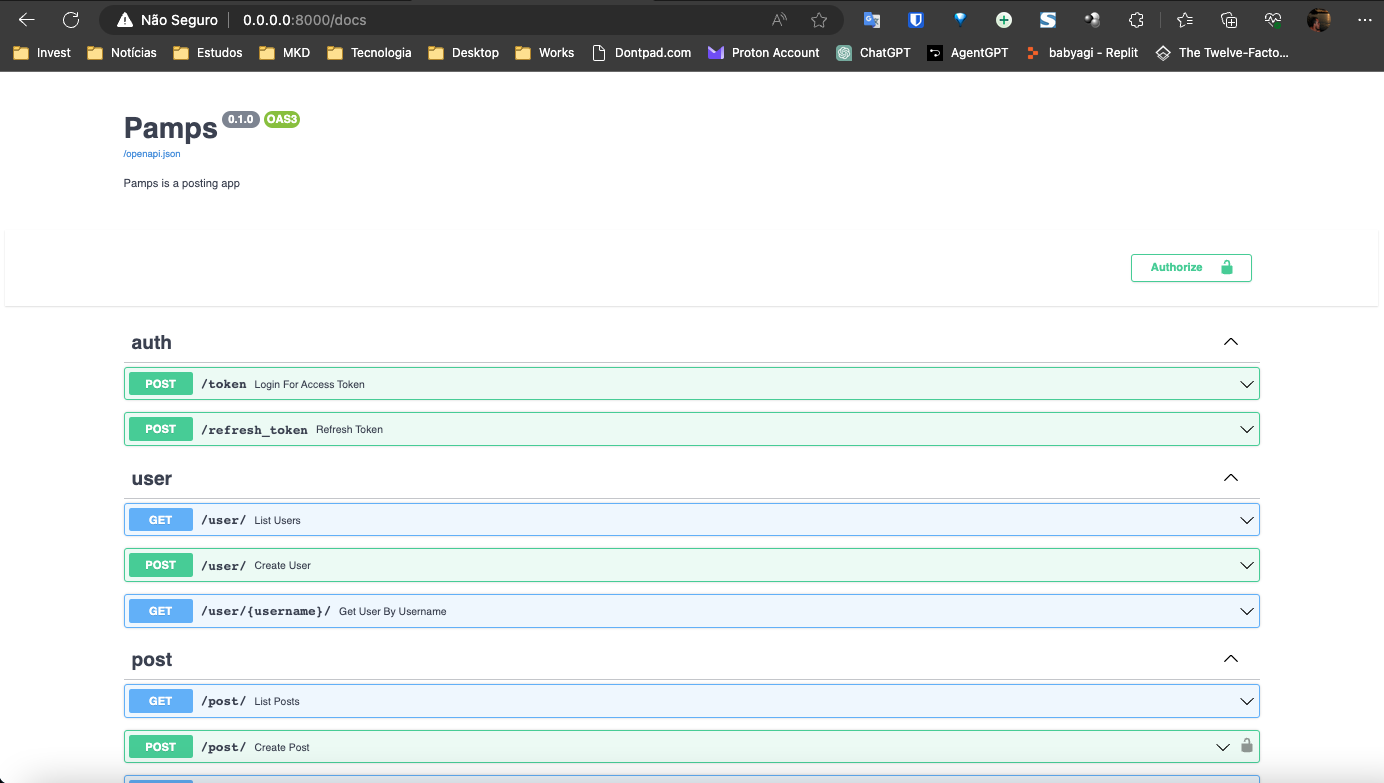 Não Seguro 0.0.0.0:8000/docs
Invest Notícias Estudos MKD Tecnologia Desktop Works Dontpad.com Proton Account ChatGPT AgentGPT babyagi - Replit The Twelve-Facto...
Pamps 0.1.0 OAS3
/openapi.json
Pamps is a posting app
Authorize
auth
POST /token Login For Access Token
POST /refresh_token Refresh Token
user
GET /user/ List Users
POST /user/ Create User
GET /user/{username}/ Get User By Username
post
GET /post/ List Posts
POST /post/ Create Post